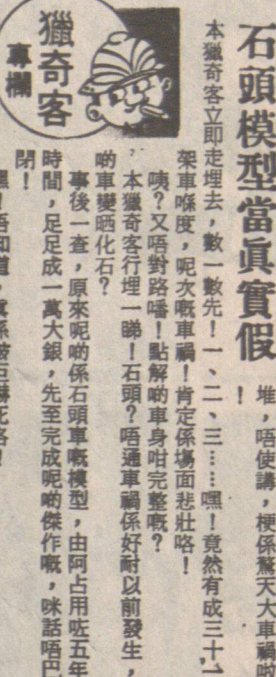 石頭模型當眞實假
獵奇客
專欄
堆，唔使講，梗係驚天大車禍啦
！
本獵奇客立即走埋去，數一數先！一、二、三……嘿！竟然有成三十一
架車喺度，呢次嘅車禍！肯定係場面悲壯咯！
咦？又唔對路噃！點解啲車身咁完整嘅？
本獵奇客行埋一睇！石頭？唔通車禍係好耐以前發生，
啲車變晒化石？
事後一查，原來呢啲係石頭車嘅模型，由阿占用咗五年
時間，足足成一萬大銀，先至完成呢啲傑作嘅，咪話唔巴
閉！